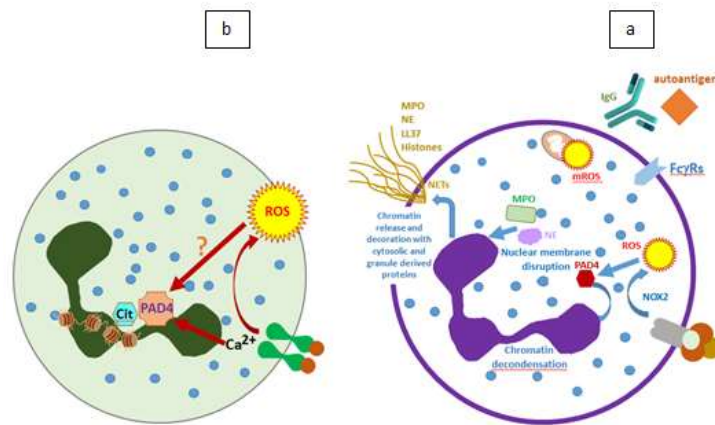 b
ROS
?
Cit
PAD4
Ca2+
a
autoantigen
IgG
MPO
NE
LL37
Histones
NETs
mROS
FcγRs
Chromatin
release and
decoration with
cytosolic and
granule derived
proteins
MPO
NE
Nuclear membrane
disruption
PAD4
ROS
NOX2
Chromatin
decondensation